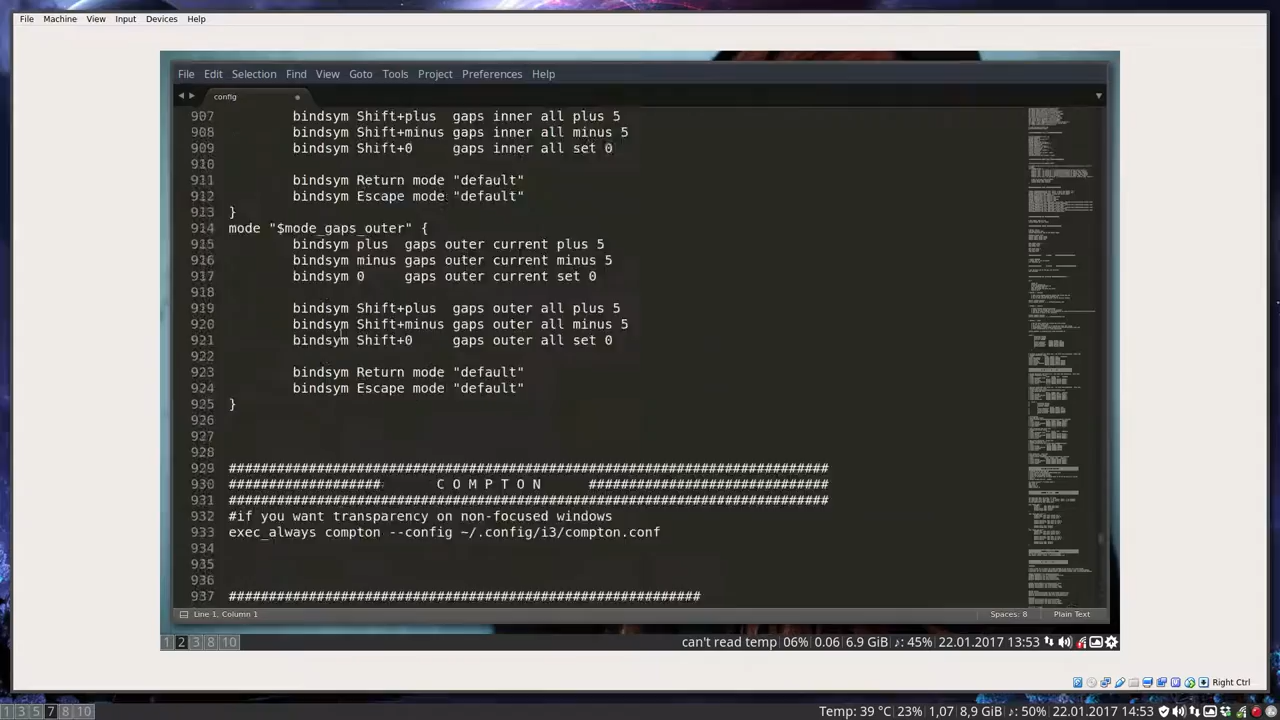 File Machine View Input Devices Help
File Edit Selection Find View Goto Tools Project Preferences Help
config
907 bindsym Shift+plus gaps inner all plus 5
908 bindsym Shift+minus gaps inner all minus 5
909 bindsym Shift+0 gaps inner all set 0
910
911 bindsym Return mode "default"
912 bindsym Escape mode "default"
913 }
914 mode "$mode_gaps_outer" {
915 bindsym plus gaps outer current plus 5
916 bindsym minus gaps outer current minus 5
917 bindsym 0 gaps outer current set 0
918
919 bindsym Shift+plus gaps outer all plus 5
920 bindsym Shift+minus gaps outer all minus 5
921 bindsym Shift+0 gaps outer all set 0
922
923 bindsym Return mode "default"
924 bindsym Escape mode "default"
925 }
926
927
928
929 ###########################################################################
930 ################## C O M P T O N ##############################
931 ###########################################################################
932 #if you want transparency on non-focused windows
933 exec_always compton --config ~/.config/i3/compton.conf
934
935
936
937 ###########################################################
Line 1, Column 1 Spaces: 8 Plain Text
1 2 3 8 10 can't read temp 06% 0.06 6.9 GiB ♪: 45% 22.01.2017 13:53
Right Ctrl
1 3 5 7 8 10 Temp: 39 °C 23% 1,07 8,9 GiB ♪: 50% 22.01.2017 14:53